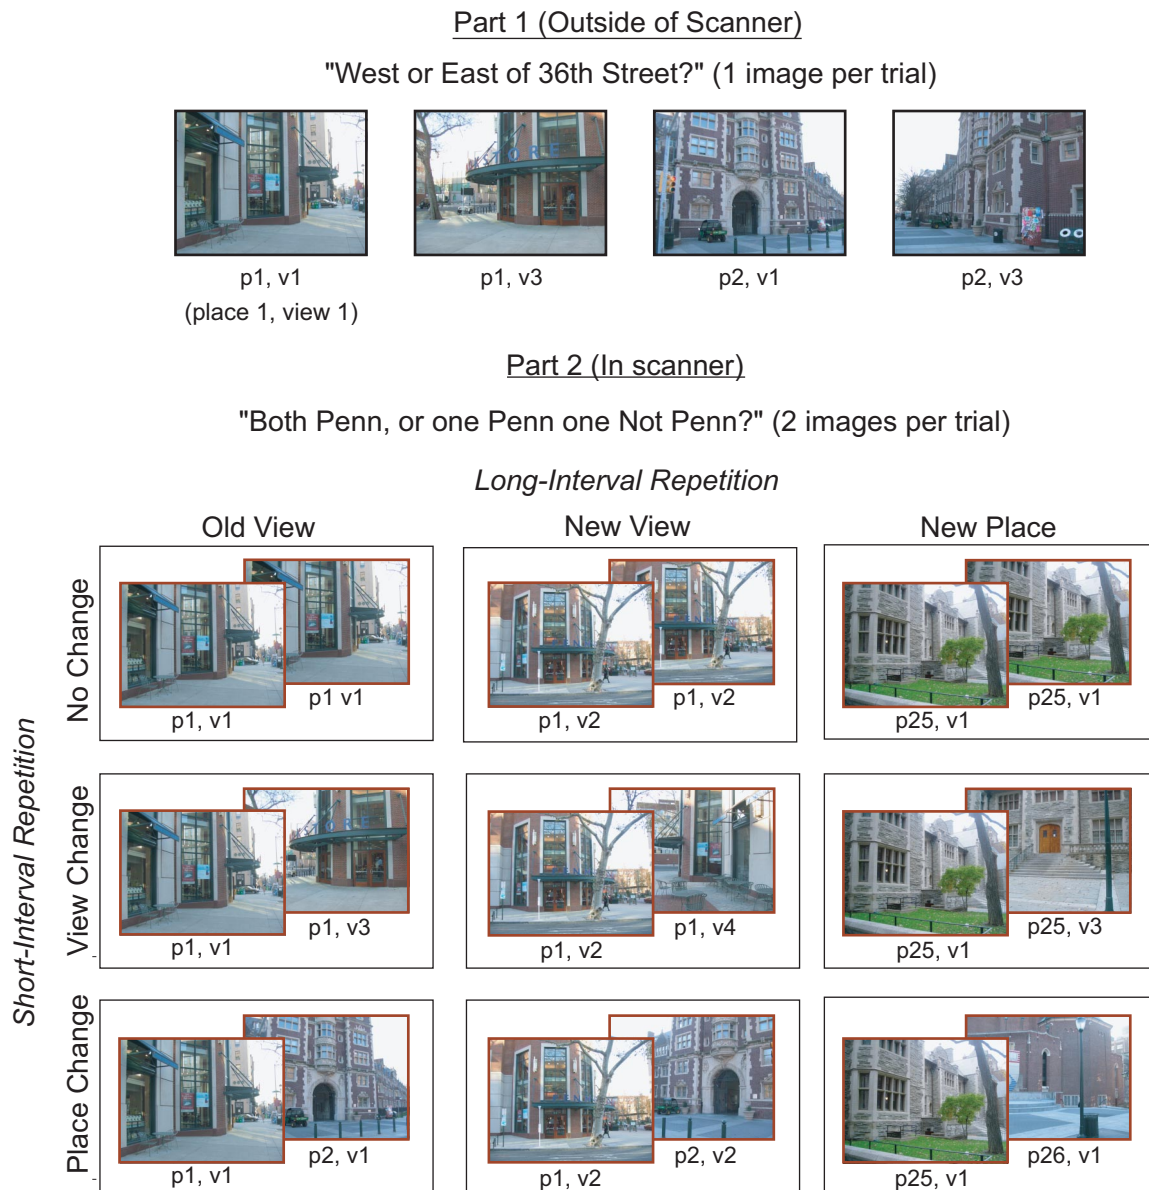 Part 1 (Outside of Scanner)
"West or East of 36th Street?" (1 image per trial)
TORE
p1, v1
(place 1, view 1)
p1, v3
p2, v1
p2, v3
Part 2 (In scanner)
"Both Penn, or one Penn one Not Penn?" (2 images per trial)
Long-Interval Repetition
Old View
New View
New Place
Short-Interval Repetition
No Change
p1, v1
p1 v1
p1, v2
p1, v2
p25, v1
p25, v1
View Change
p1, v1
p1, v3
p1, v2
p1, v4
p25, v1
p25, v3
Place Change
p1, v1
p2, v1
p1, v2
p2, v2
p25, v1
p26, v1